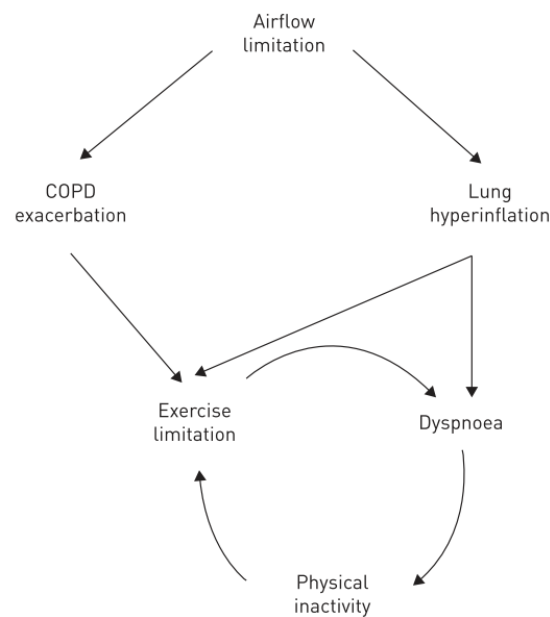 Airflow
limitation
COPD
exacerbation
Lung
hyperinflation
Exercise
limitation
Dyspnoea
Physical
inactivity